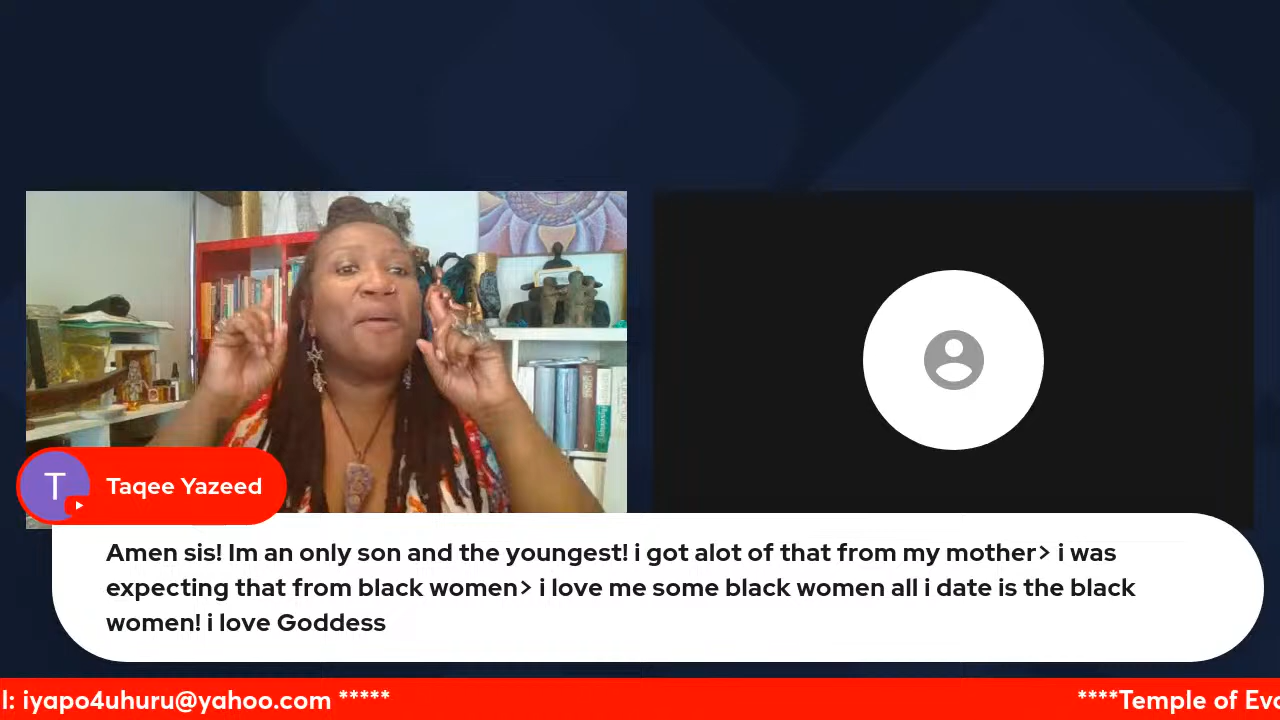 T
Taqee Yazeed
Amen sis! Im an only son and the youngest! i got alot of that from my mother> i was
expecting that from black women> i love me some black women all i date is the black
women! i love Goddess
l: iyapo4uhuru@yahoo.com ***** ****Temple of Evo